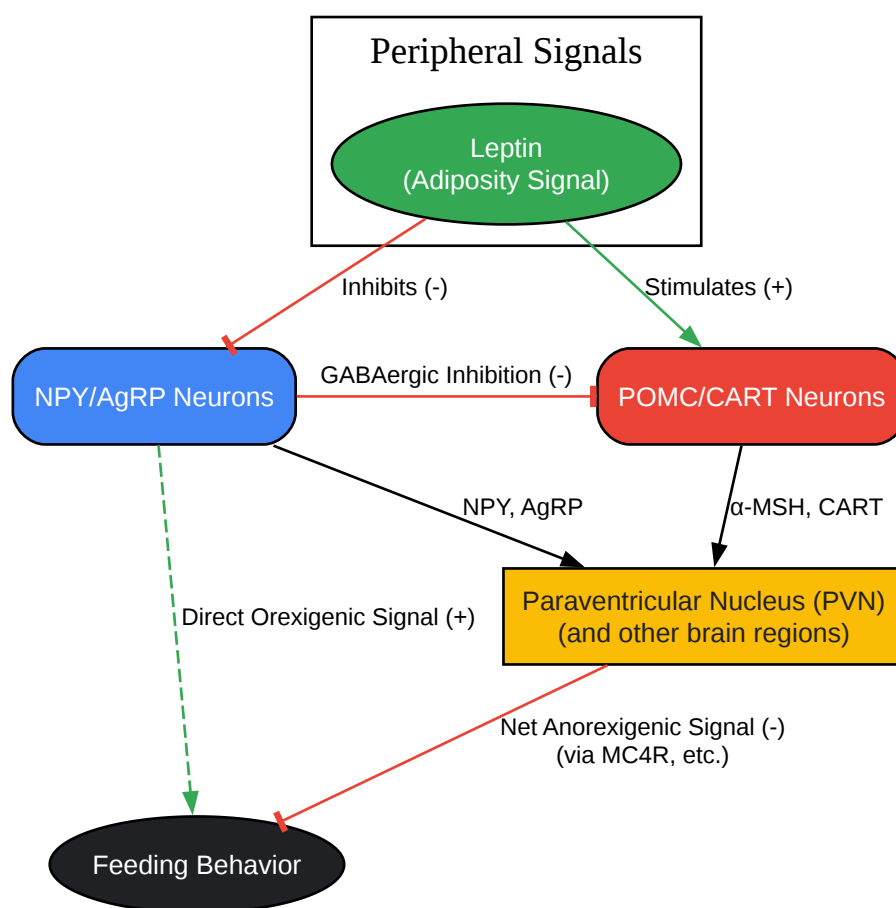 Peripheral Signals
Leptin
(Adiposity Signal)
Inhibits (-)
Stimulates (+)
NPY/AgRP Neurons
GABAergic Inhibition (-)
POMC/CART Neurons
NPY, AgRP
α-MSH, CART
Direct Orexigenic Signal (+)
Paraventricular Nucleus (PVN)
(and other brain regions)
Net Anorexigenic Signal (-)
(via MC4R, etc.)
Feeding Behavior